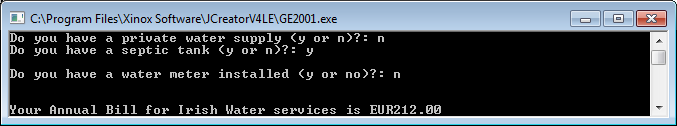 C:\Program Files\Xinox Software\JCreatorV4LE\GE2001.exe
Do you have a private water supply (y or n)?: n
Do you have a septic tank (y or n)?: y
Do you have a water meter installed (y or no)?: n
Your Annual Bill for Irish Water services is EUR212.00